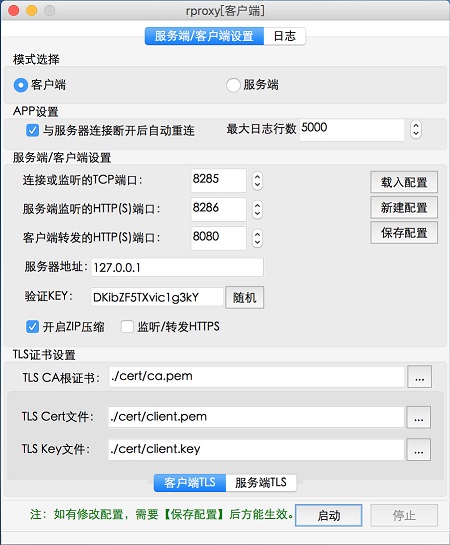 rproxy[客户端]
服务端/客户端设置 日志
模式选择
客户端 服务端
APP设置
与服务器连接断开后自动重连 最大日志行数 5000
服务端/客户端设置
连接或监听的TCP端口： 8285 载入配置
服务端监听的HTTP(S)端口： 8286 新建配置
客户端转发的HTTP(S)端口： 8080 保存配置
服务器地址: 127.0.0.1
验证KEY： DKibZF5TXvic1g3kY 随机
开启ZIP压缩 监听/转发HTTPS
TLS证书设置
TLS CA根证书： ./cert/ca.pem ...
TLS Cert文件： ./cert/client.pem ...
TLS Key文件： ./cert/client.key ...
客户端TLS 服务端TLS
注：如有修改配置，需要【保存配置】后方能生效。 启动 停止